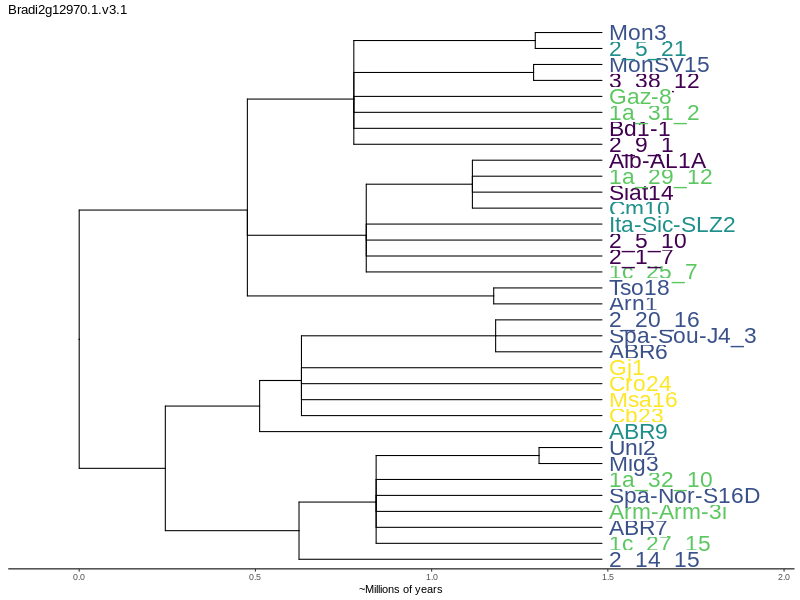 Bradi2g12970.1.v3.1
Mon3
2_5_21
MonSV15
3_38_12
Gaz-8
1a_31_2
Bd1-1
2_9_1
Alb-AL1A
1a_29_12
Siat14
Cm10
Ita-Sic-SLZ2
2_5_10
2_1_7
1c_25_7
Tso18
Arn1
2_20_16
Spa-Sou-J4_3
ABR6
Gj1
Cro24
Msa16
Cb23
ABR9
Uni2
Mig3
1a_32_10
Spa-Nor-S16D
Arm-Arm-3i
ABR7
1c_27_15
2_14_15
0.0 0.5 1.0 1.5 2.0
~Millions of years